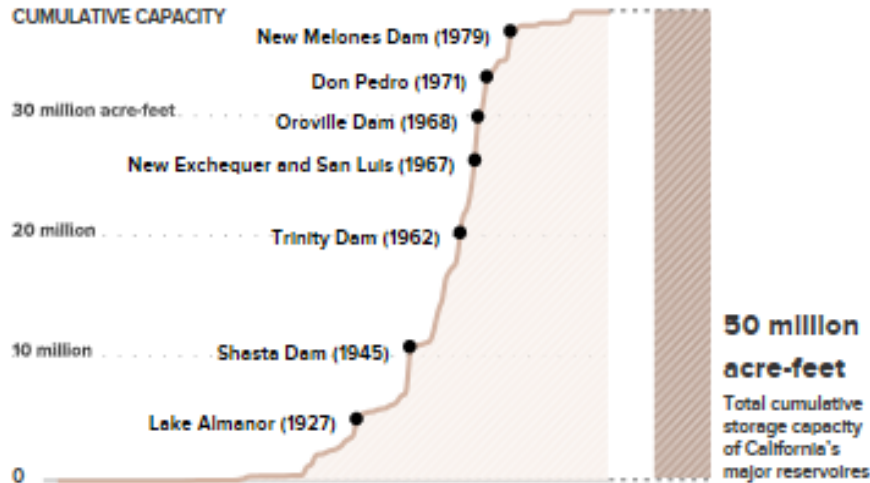 CUMULATIVE CAPACITY
New Melones Dam (1979)
Don Pedro (1971)
30 million acre-feet
Oroville Dam (1968)
New Exchequer and San Luis (1967)
20 million
Trinity Dam (1962)
10 million
Shasta Dam (1945)
Lake Almanor (1927)
0
50 million
acre-feet
Total cumulative
storage capacity
of California's
major reservoires